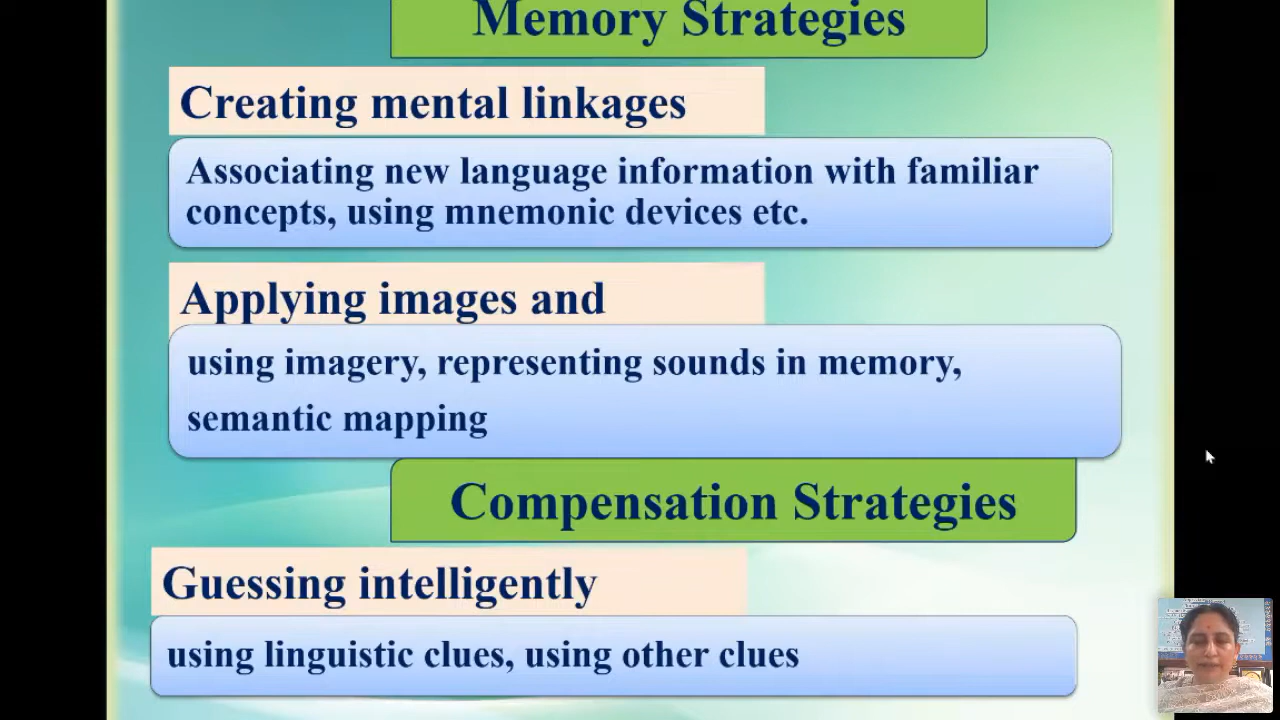 Memory Strategies
Creating mental linkages
Associating new language information with familiar
concepts, using mnemonic devices etc.
Applying images and
using imagery, representing sounds in memory,
semantic mapping
Compensation Strategies
Guessing intelligently
using linguistic clues, using other clues